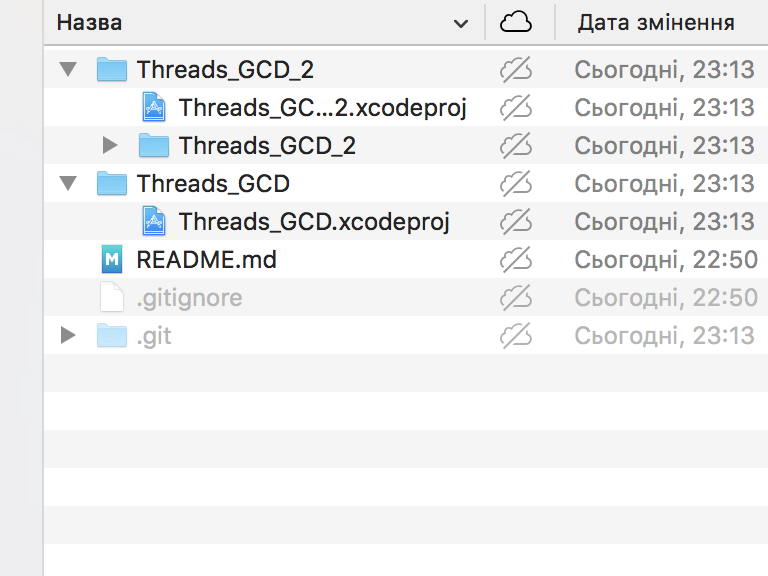 Назва Дата змінення
Threads_GCD_2 Сьогодні, 23:13
Threads_GC...2.xcodeproj Сьогодні, 23:13
Threads_GCD_2 Сьогодні, 23:13
Threads_GCD Сьогодні, 23:13
Threads_GCD.xcodeproj Сьогодні, 23:13
M README.md Сьогодні, 22:50
.gitignore Сьогодні, 22:50
.git Сьогодні, 23:13